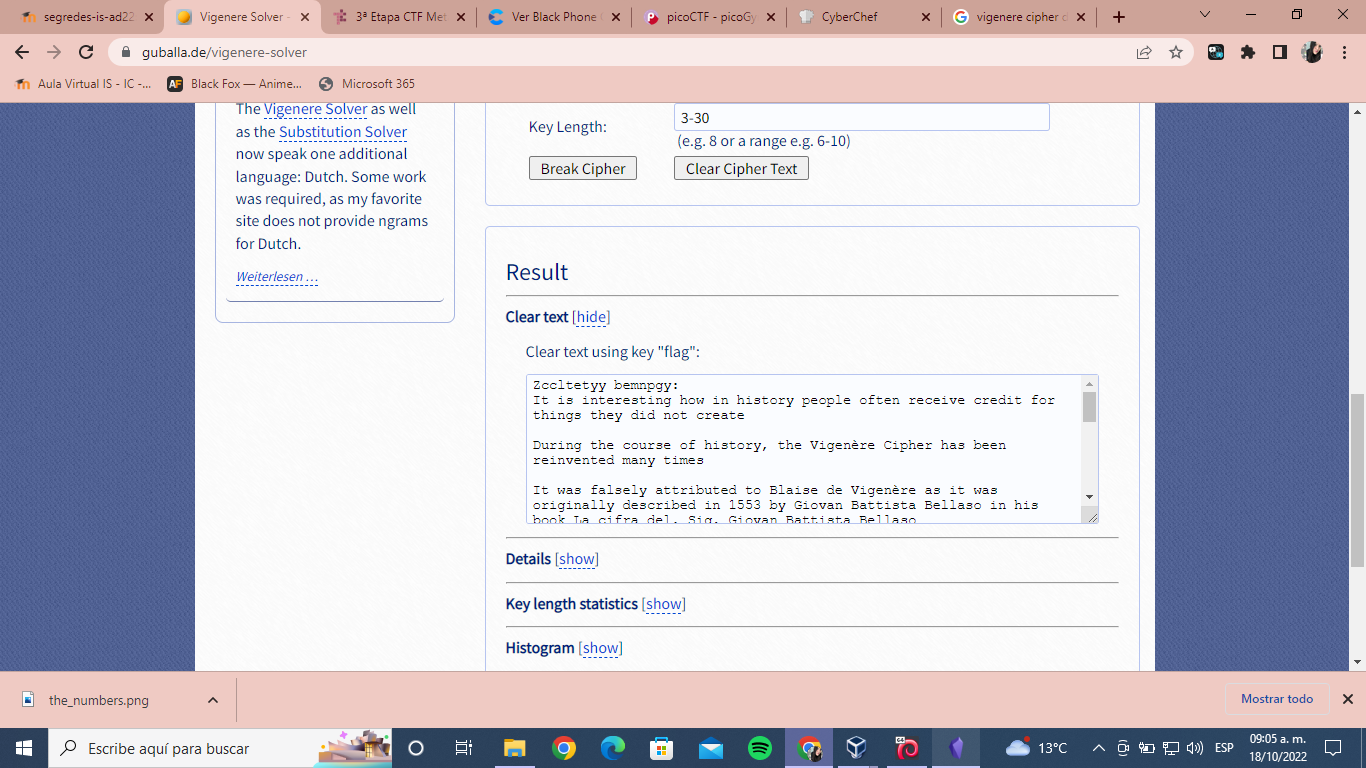 segredes-is-ad22
Vigenere Solver -
3ª Etapa CTF Met
Ver Black Phone
picoCTF - picoGy
CyberChef
vigenere cipher d
guballa.de/vigenere-solver
Aula Virtual IS - IC -...
Black Fox — Anime...
Microsoft 365
The Vigenere Solver as well
as the Substitution Solver
now speak one additional
language: Dutch. Some work
was required, as my favorite
site does not provide ngrams
for Dutch.
Weiterlesen …
Key Length:
3-30
(e.g. 8 or a range e.g. 6-10)
Break Cipher
Clear Cipher Text
Result
Clear text [hide]
Clear text using key "flag":
Zccltetyy bemnpgy:
It is interesting how in history people often receive credit for
things they did not create
During the course of history, the Vigenère Cipher has been
reinvented many times
It was falsely attributed to Blaise de Vigenère as it was
originally described in 1553 by Giovan Battista Bellaso in his
book La cifra del. Sig. Giovan Battista Bellaso
Details [show]
Key length statistics [show]
Histogram [show]
the_numbers.png
Mostrar todo
Escribe aquí para buscar
13°C
ESP
09:05 a. m.
18/10/2022